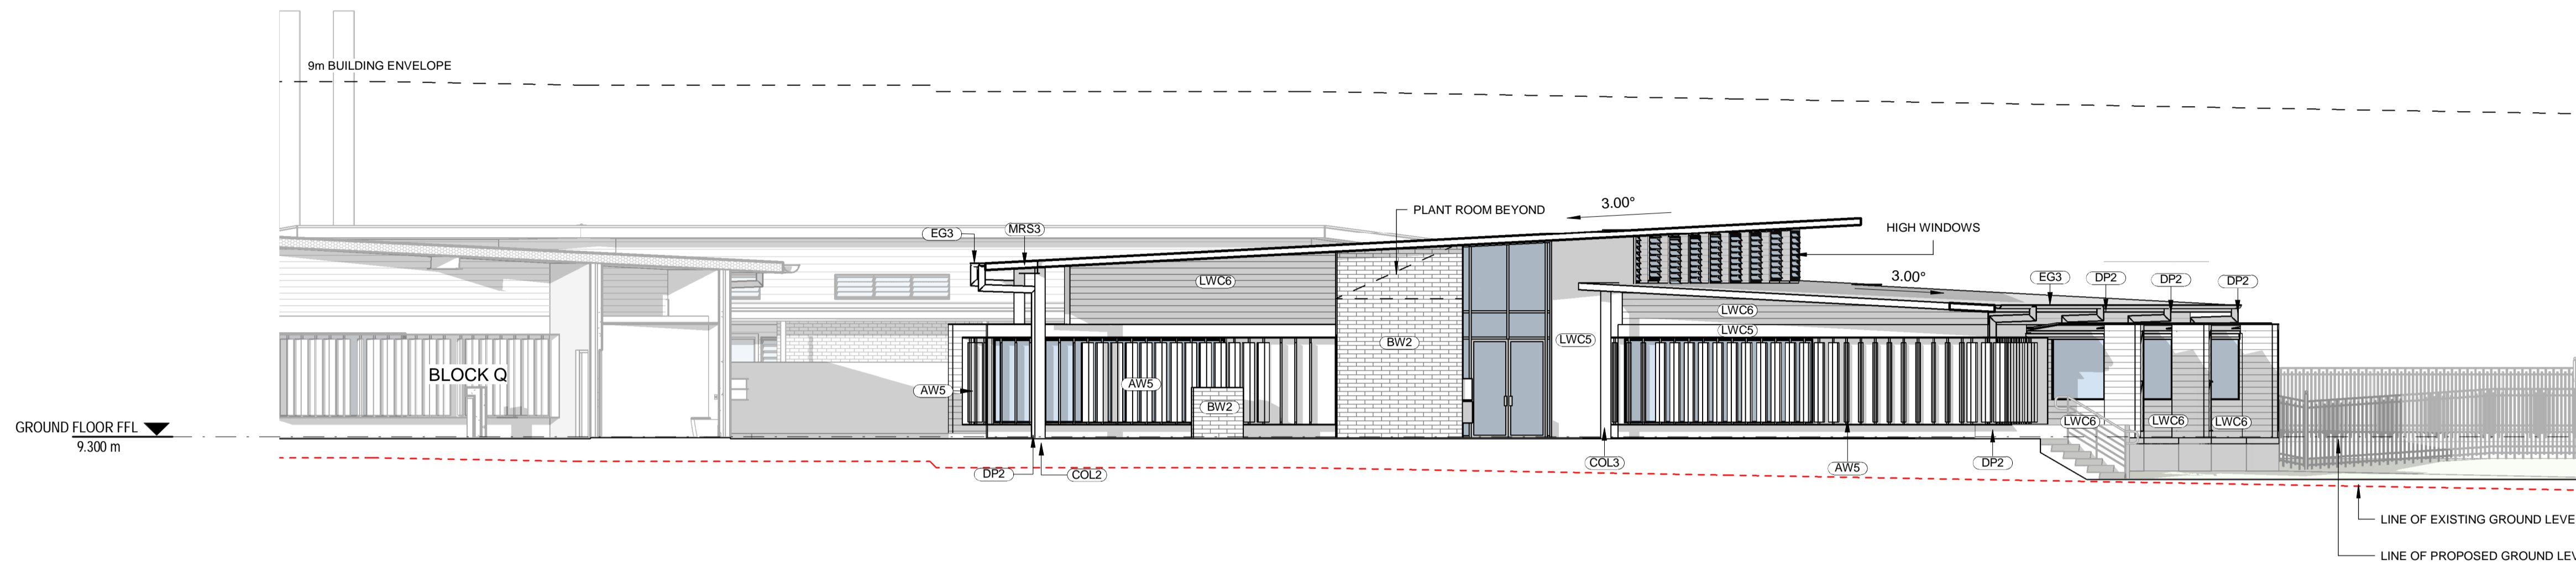 9m BUILDING ENVELOPE
3.00°
PLANT ROOM BEYOND
HIGH WINDOWS
EG3
MRS3
3.00°
EG3
DP2
DP2
DP2
LWC6
LWC6
LWC5
LWC5
BW2
BLOCK Q
AW5
AW5
BW2
LWC6
LWC6
LWC6
GROUND FLOOR FFL
9.300 m
DP2
COL2
COL3
AW5
DP2
LINE OF EXISTING GROUND LEVE
LINE OF PROPOSED GROUND LEV